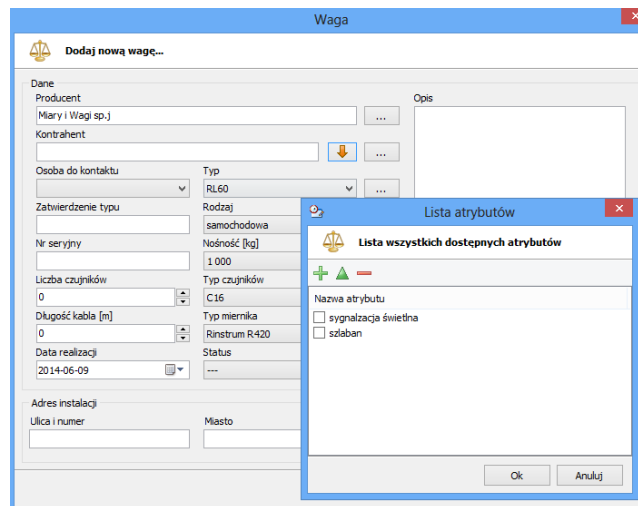 Waga
Dodaj nową wagę...
Dane
Producent
Opis
Miary i Wagi sp.j
...
Kontrahent
...
Osoba do kontaktu
Typ
RL60
...
Zatwierdzenie typu
Rodzaj
samochodowa
Nr seryjny
Nośność [kg]
1 000
Liczba czujników
Typ czujników
0
C16
Długość kabla [m]
Typ miernika
0
Rinstrum R420
Data realizacji
Status
2014-06-09
---
Adres instalacji
Ulica i numer
Miasto
Lista atrybutów
Lista wszystkich dostępnych atrybutów
Nazwa atrybutu
sygnalzacja świetlna
szlaban
Ok
Anuluj